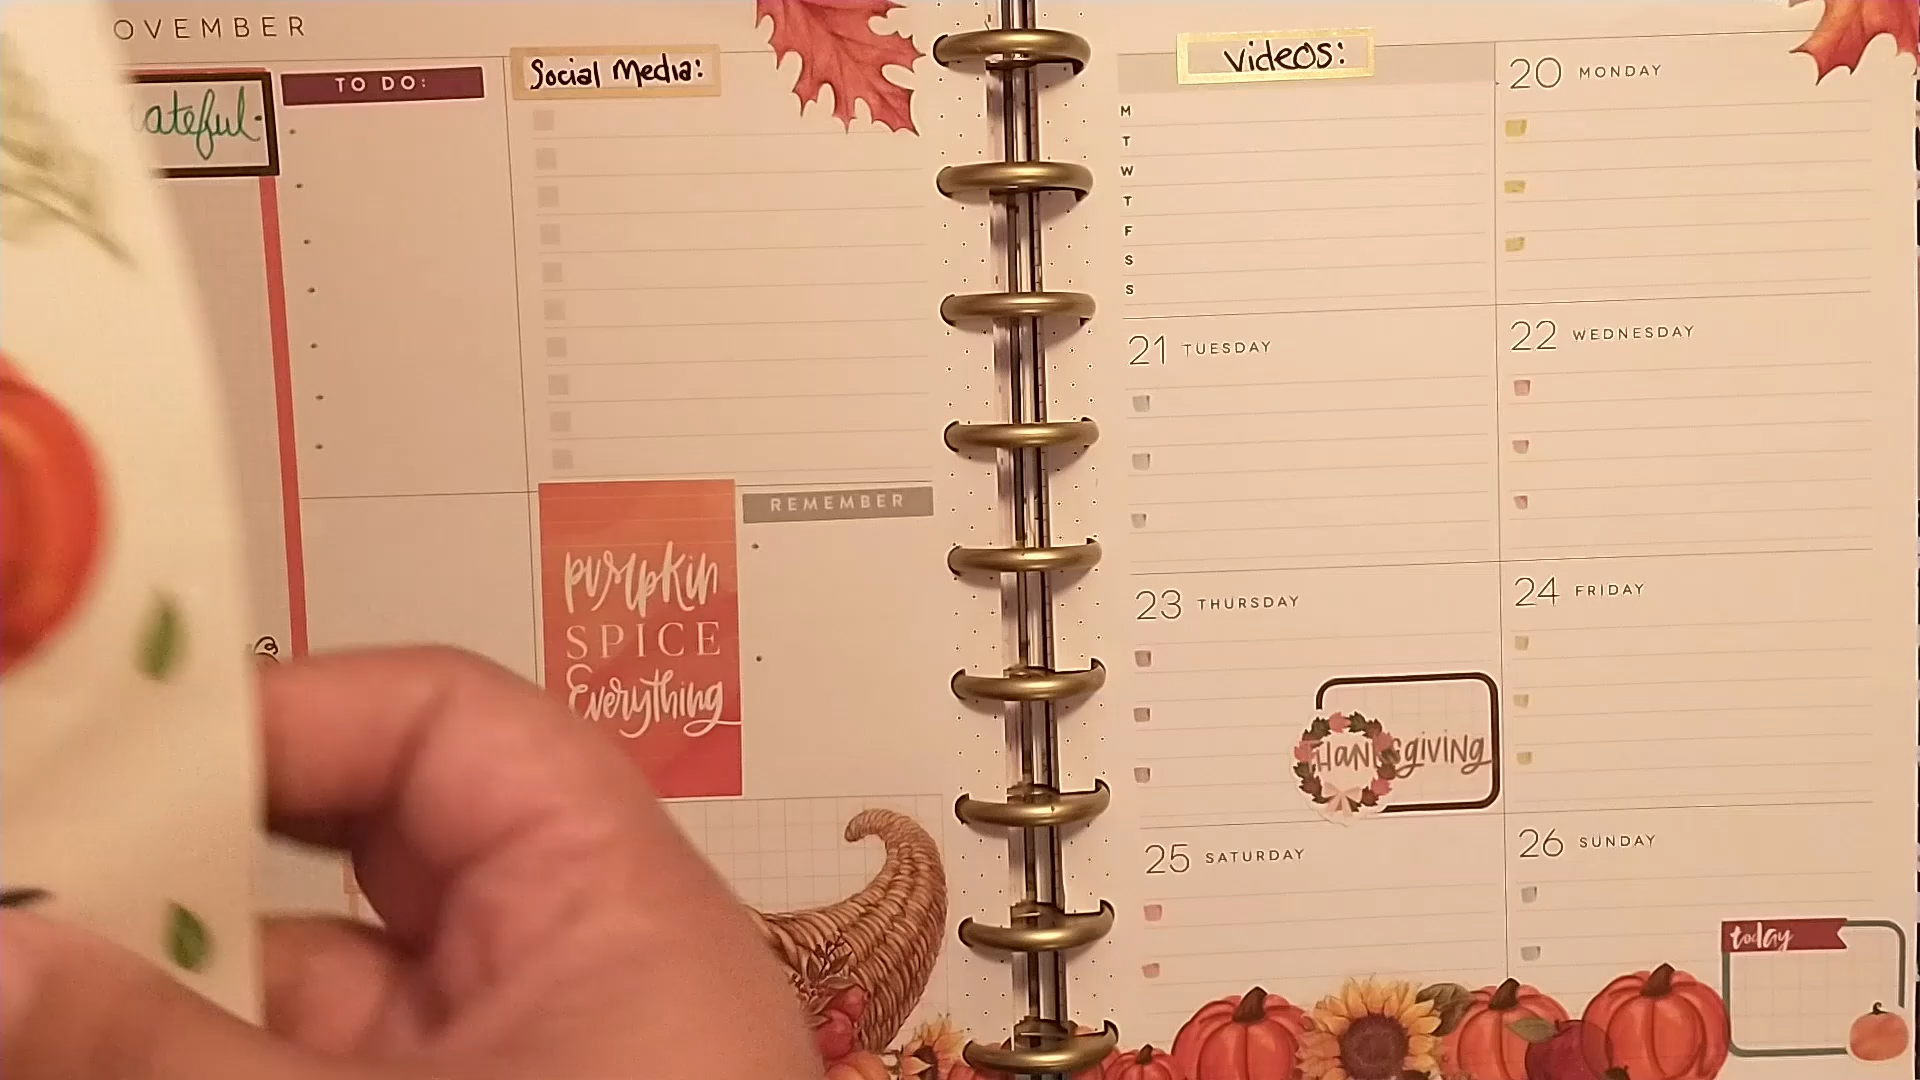 OVEMBER
ateful
TO DO:
Social Media:
pumpkin
SPICE
&
Everything
REMEMBER
Videos:
M
T
W
T
F
S
S
20 MONDAY
21 TUESDAY
22 WEDNESDAY
23 THURSDAY
THANKSgiving
24 FRIDAY
25 SATURDAY
26 SUNDAY
today